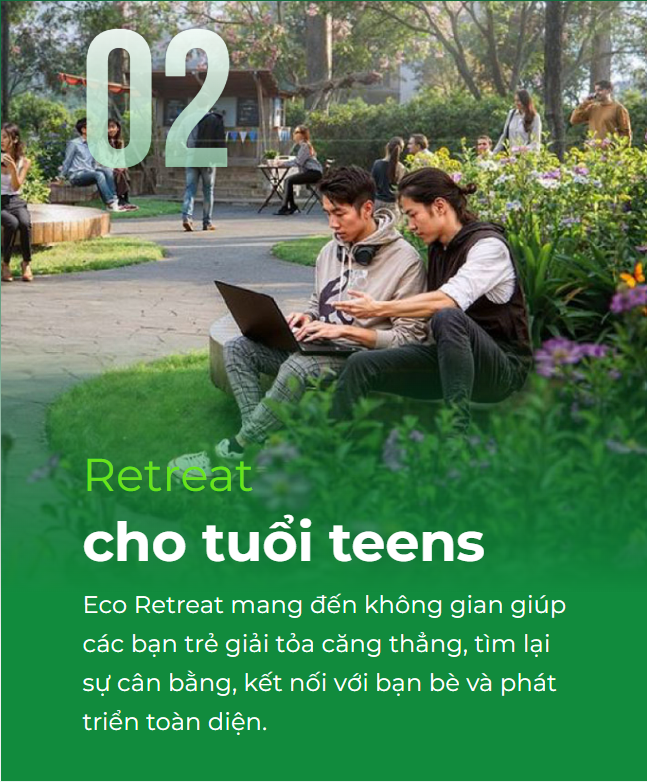 02
Retreat
cho tuổi teens
Eco Retreat mang đến không gian giúp
các bạn trẻ giải tỏa căng thẳng, tìm lại
sự cân bằng, kết nối với bạn bè và phát
triển toàn diện.